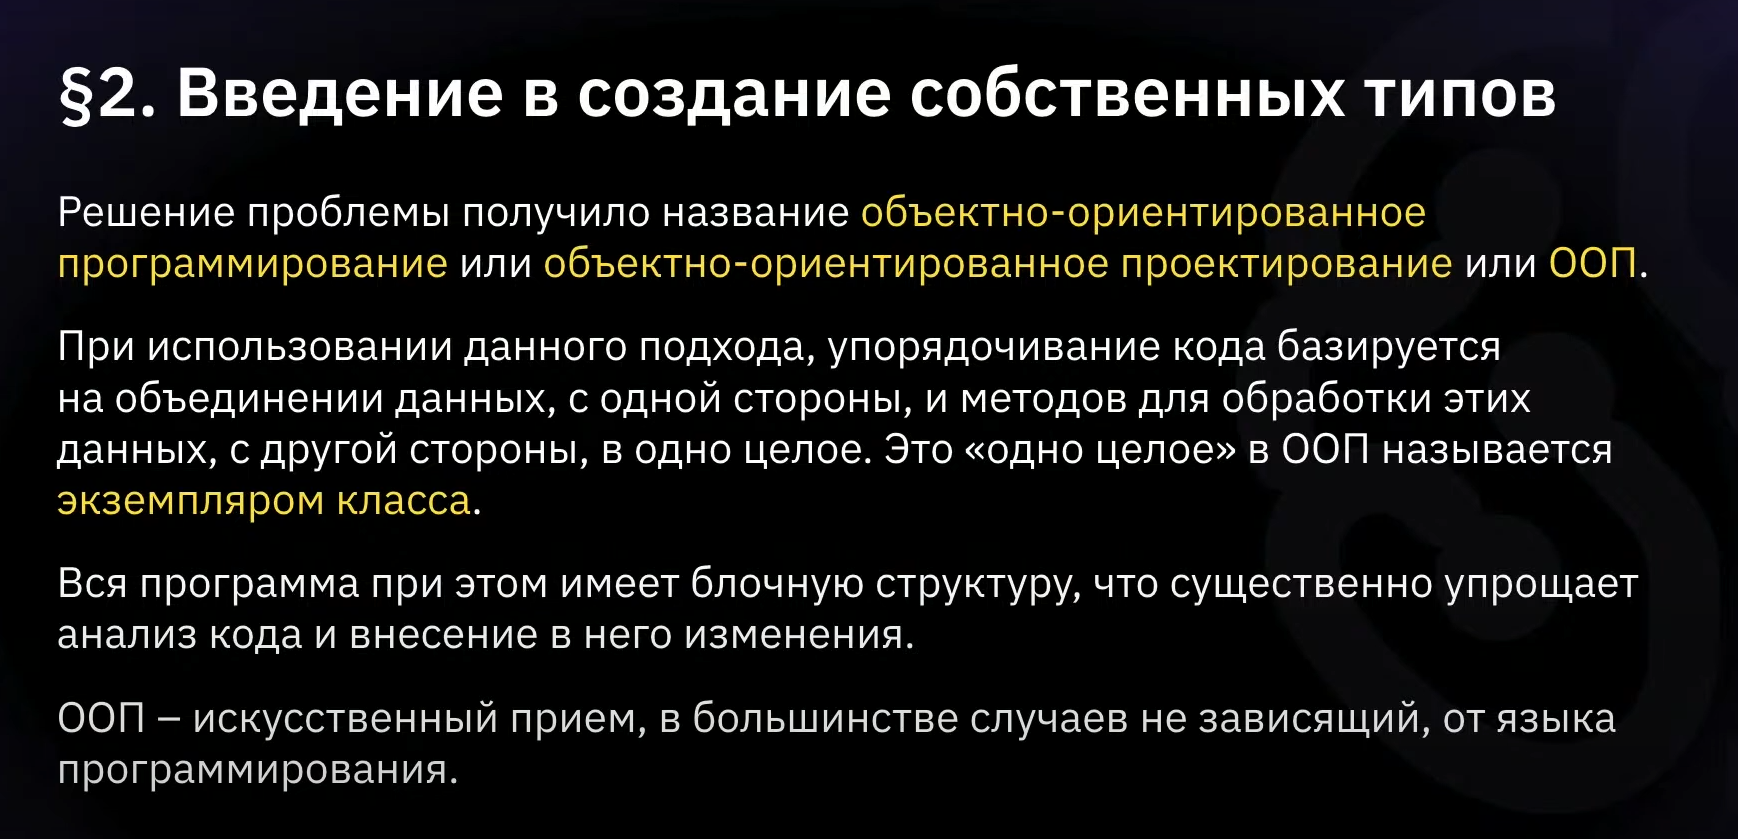 §2. Введение в создание собственных типов
Решение проблемы получило название объектно-ориентированное
программирование или объектно-ориентированное проектирование или ООП.
При использовании данного подхода, упорядочивание кода базируется
на объединении данных, с одной стороны, и методов для обработки этих
данных, с другой стороны, в одно целое. Это «одно целое» в ООП называется
экземпляром класса.
Вся программа при этом имеет блочную структуру, что существенно упрощает
анализ кода и внесение в него изменения.
ООП – искусственный прием, в большинстве случаев не зависящий, от языка
программирования.